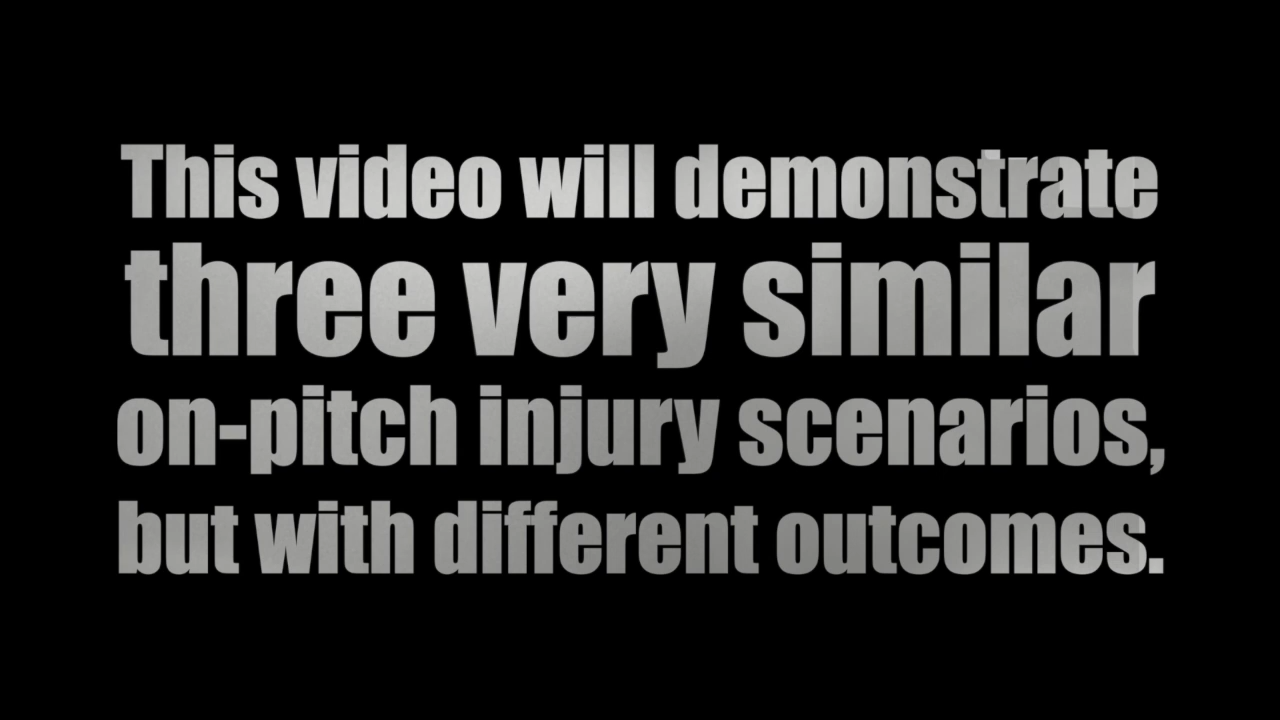 This video will demonstrate
three very similar
on-pitch injury scenarios,
but with different outcomes.